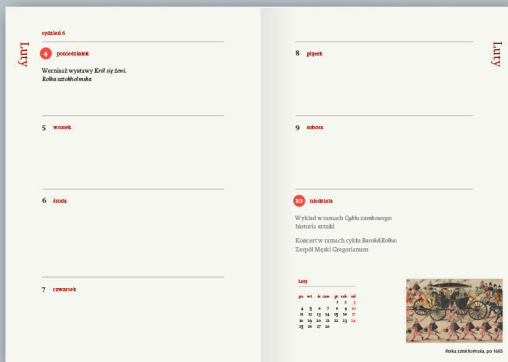 Luty
tydzień 6
4 poniedziałek
Wernisaż wystawy Król się żeni.
Rolka sztokholmska
5 wtorek
6 środa
7 czwartek
Luty
8 piątek
9 sobota
10 niedziela
Wykład w ramach Cyklu zamkowego:
historia sztuki
Koncert w ramach cyklu Barok&Rolka:
Zespół Męski Gregorianum
Luty
po wt śr czw pt sob nd
1 2 3
4 5 6 7 8 9 10
11 12 13 14 15 16 17
18 19 20 21 22 23 24
25 26 27 28
Rolka sztokholmska, po 1605